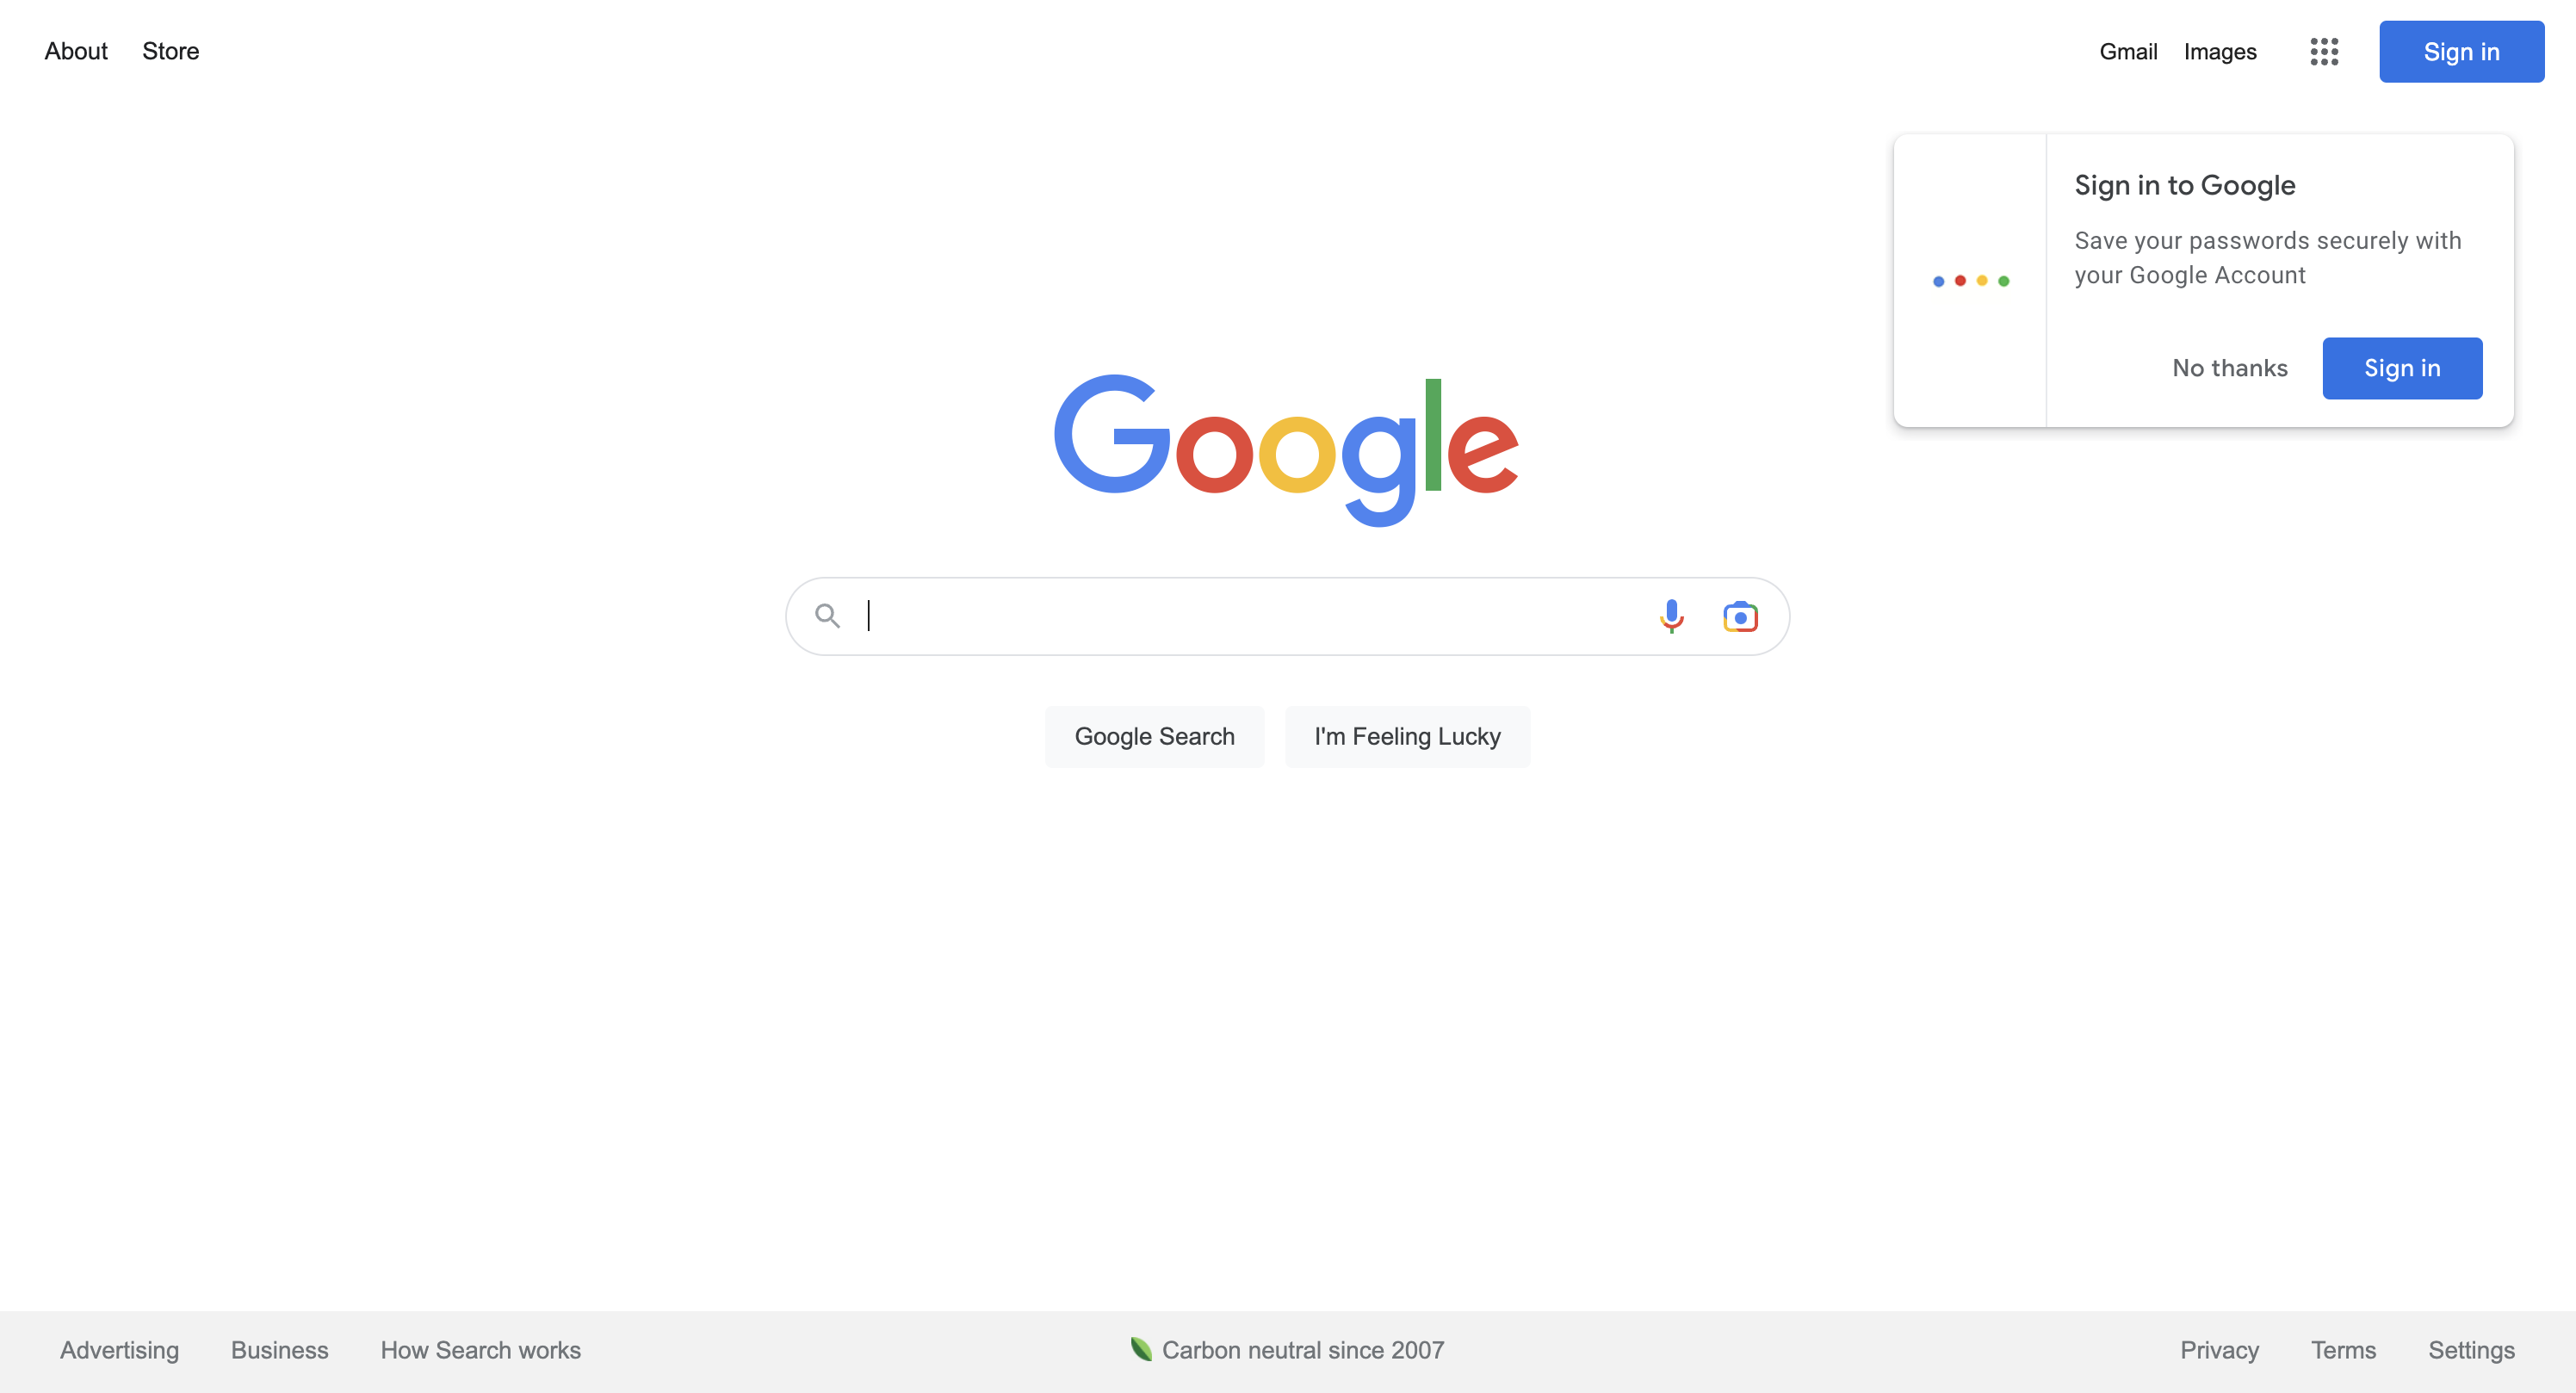 About Store
Gmail Images Sign in
Sign in to Google
Save your passwords securely with
your Google Account
No thanks Sign in
Google
Google Search I'm Feeling Lucky
Advertising Business How Search works Carbon neutral since 2007 Privacy Terms Settings